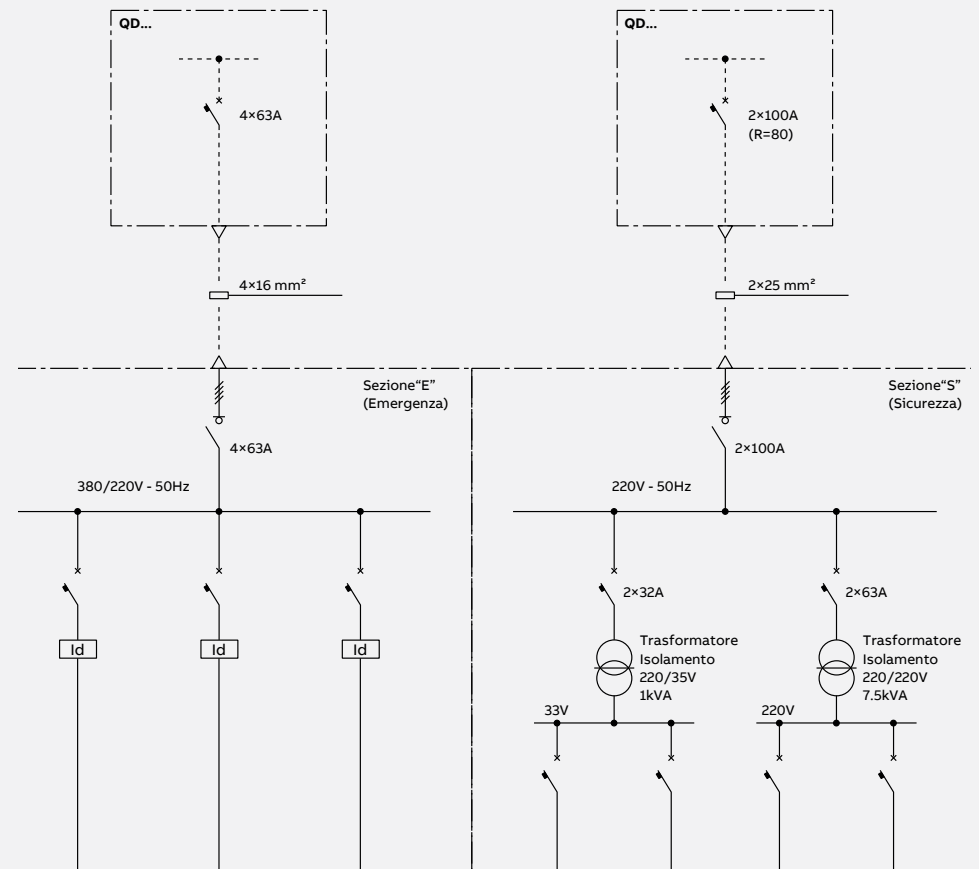 QD...
QD...
4×63A
2×100A
(R=80)
4×16 mm²
2×25 mm²
Sezione“E”
(Emergenza)
Sezione“S”
(Sicurezza)
4×63A
2×100A
380/220V - 50Hz
220V - 50Hz
2×32A
2×63A
Id
Id
Id
Trasformatore
Isolamento
220/35V
1kVA
Trasformatore
Isolamento
220/220V
7.5kVA
33V
220V